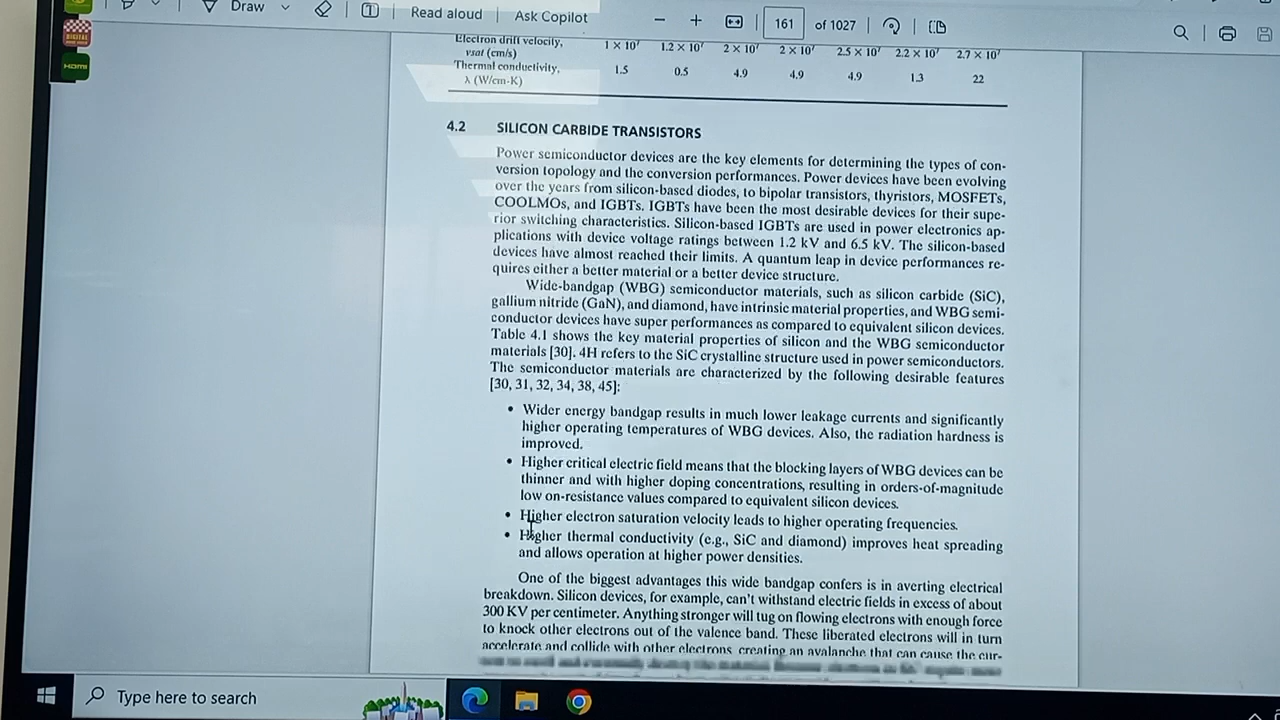 Draw
Read aloud
Ask Copilot
161
of 1027
DIGITAL
HDMI
Electron drift velocity, 1 × 10⁷ 1.2 × 10⁷ 2 × 10⁷ 2 × 10⁷ 2.5 × 10⁷ 2.2 × 10⁷ 2.7 × 10⁷
vsat (cm/s)
Thermal conductivity, 1.5 0.5 4.9 4.9 4.9 1.3 22
λ (W/cm-K)
4.2 SILICON CARBIDE TRANSISTORS
Power semiconductor devices are the key elements for determining the types of con-
version topology and the conversion performances. Power devices have been evolving
over the years from silicon-based diodes, to bipolar transistors, thyristors, MOSFETs,
COOLMOs, and IGBTs. IGBTs have been the most desirable devices for their supe-
rior switching characteristics. Silicon-based IGBTs are used in power electronics ap-
plications with device voltage ratings between 1.2 kV and 6.5 kV. The silicon-based
devices have almost reached their limits. A quantum leap in device performances re-
quires either a better material or a better device structure.
Wide-bandgap (WBG) semiconductor materials, such as silicon carbide (SiC),
gallium nitride (GaN), and diamond, have intrinsic material properties, and WBG semi-
conductor devices have super performances as compared to equivalent silicon devices.
Table 4.1 shows the key material properties of silicon and the WBG semiconductor
materials [30]. 4H refers to the SiC crystalline structure used in power semiconductors.
The semiconductor materials are characterized by the following desirable features
[30, 31, 32, 34, 38, 45]:
• Wider energy bandgap results in much lower leakage currents and significantly
higher operating temperatures of WBG devices. Also, the radiation hardness is
improved.
• Higher critical electric field means that the blocking layers of WBG devices can be
thinner and with higher doping concentrations, resulting in orders-of-magnitude
low on-resistance values compared to equivalent silicon devices.
• Higher electron saturation velocity leads to higher operating frequencies.
• Higher thermal conductivity (e.g., SiC and diamond) improves heat spreading
and allows operation at higher power densities.
One of the biggest advantages this wide bandgap confers is in averting electrical
breakdown. Silicon devices, for example, can't withstand electric fields in excess of about
300 KV per centimeter. Anything stronger will tug on flowing electrons with enough force
to knock other electrons out of the valence band. These liberated electrons will in turn
accelerate and collide with other electrons, creating an avalanche that can cause the cur-
Type here to search